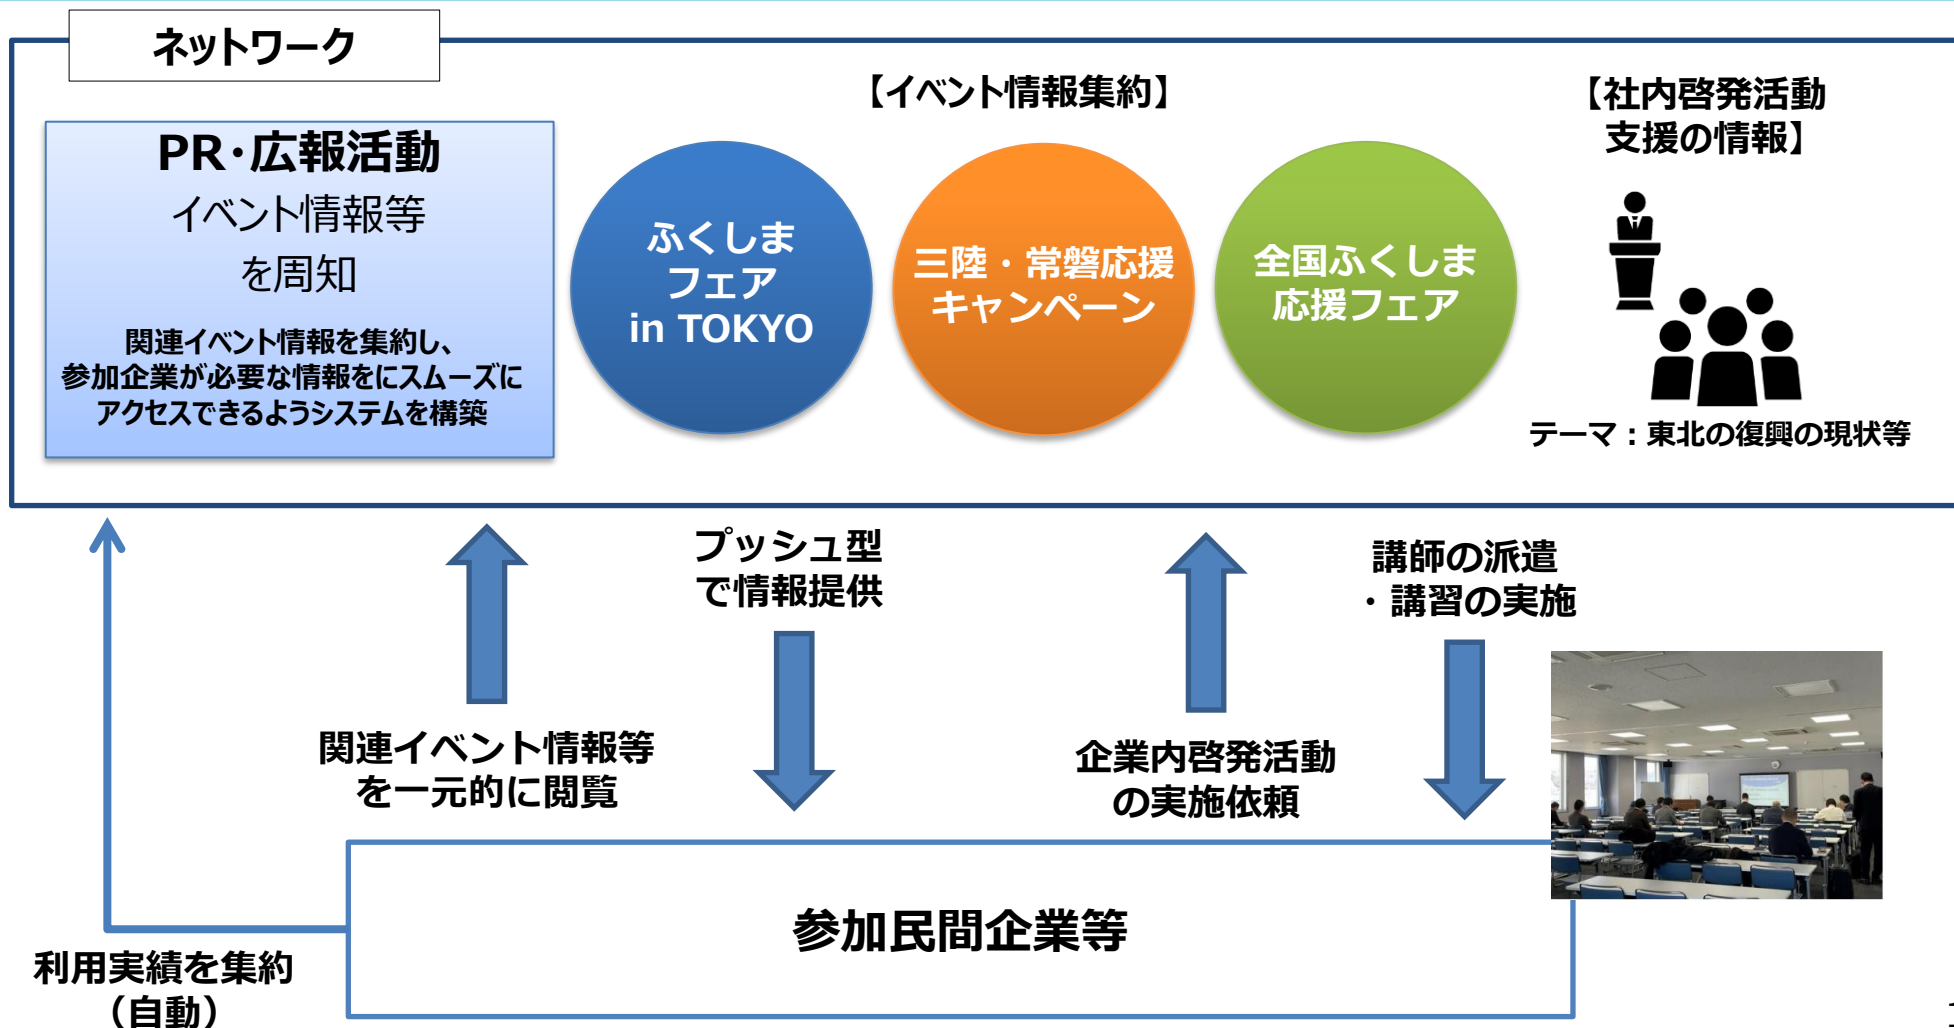 ネットワーク
PR・広報活動
イベント情報等
を周知
関連イベント情報を集約し、
参加企業が必要な情報をにスムーズに
アクセスできるようシステムを構築
【イベント情報集約】
ふくしま
フェア
in TOKYO
三陸・常磐応援
キャンペーン
全国ふくしま
応援フェア
【社内啓発活動
支援の情報】
テーマ：東北の復興の現状等
プッシュ型
で情報提供
講師の派遣
・講習の実施
関連イベント情報等
を一元的に閲覧
企業内啓発活動
の実施依頼
参加民間企業等
利用実績を集約
（自動）